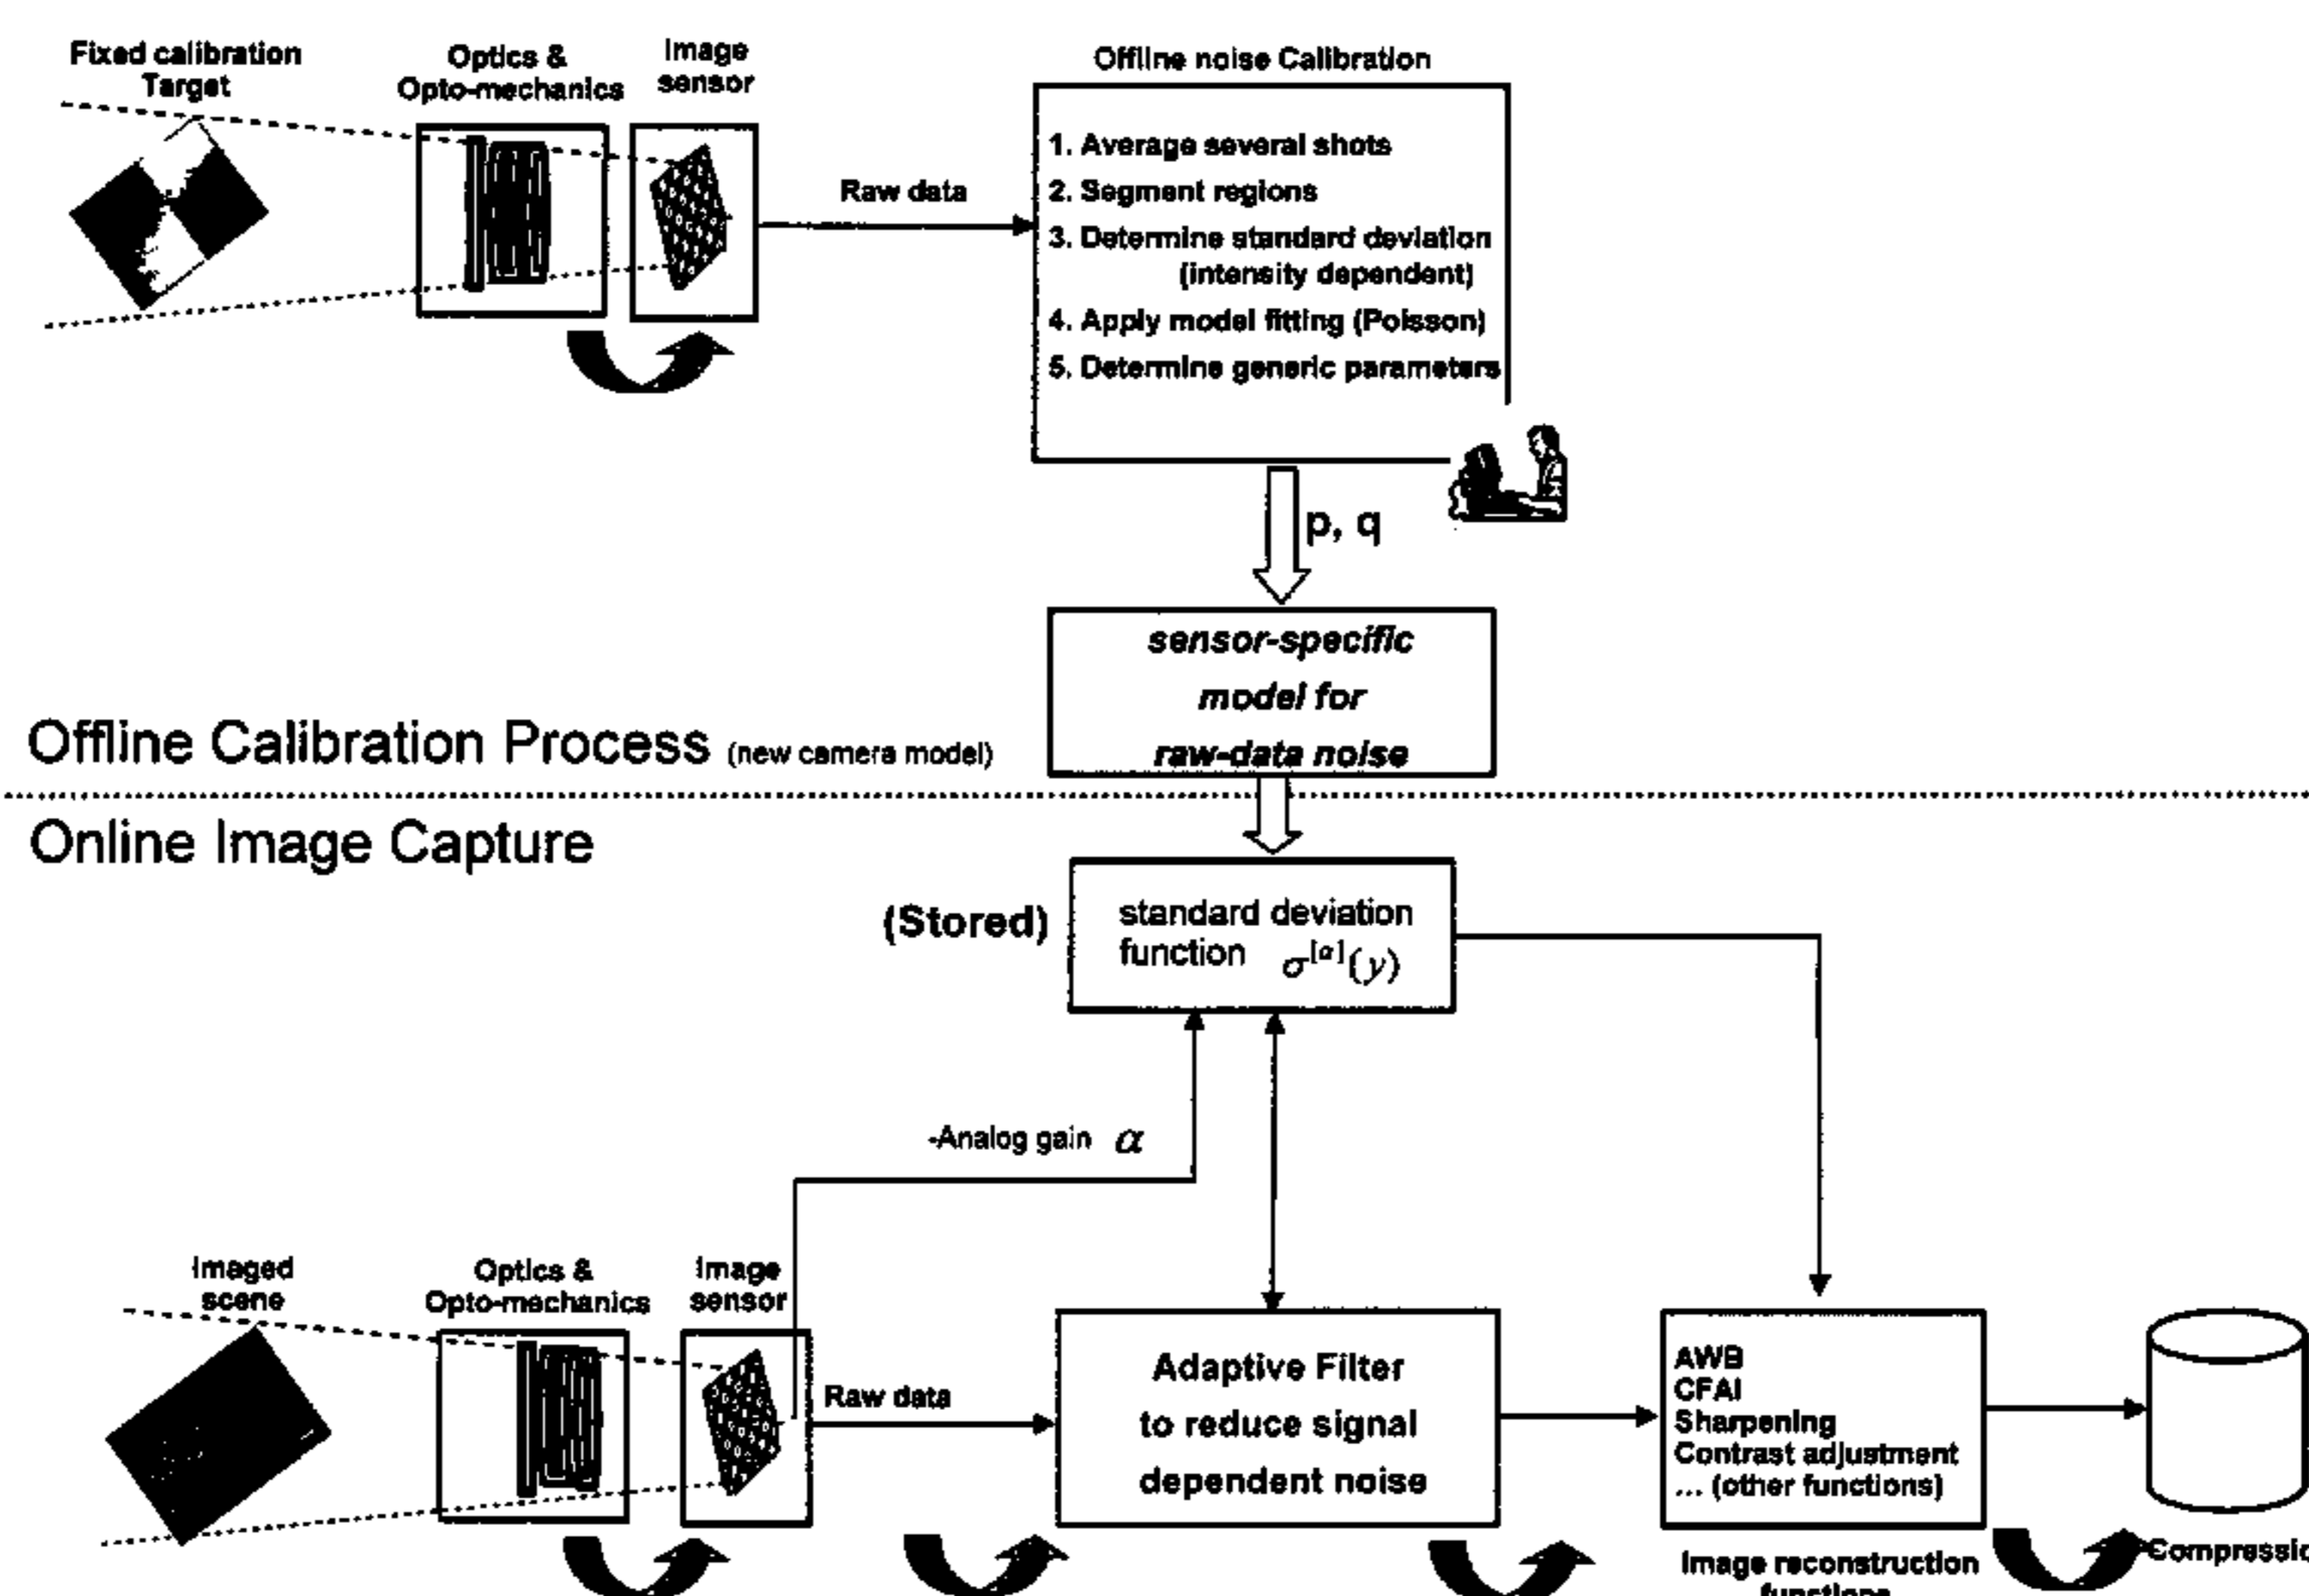 Fixed calibration
Target
Optics &
Opto-mechanics
Image
sensor
Offline noise Calibration
1. Average several shots
2. Segment regions
3. Determine standard deviation
(intensity dependent)
4. Apply model fitting (Poisson)
5. Determine generic parameters
Raw data
p, q
sensor-specific
model for
raw-data noise
Offline Calibration Process (new camera model)
Online Image Capture
(Stored)
standard deviation
function σ[α](y)
-Analog gain α
Imaged
scene
Optics &
Opto-mechanics
Image
sensor
Raw data
Adaptive Filter
to reduce signal
dependent noise
AWB
CFAI
Sharpening
Contrast adjustment
... (other functions)
Image reconstruction
functions